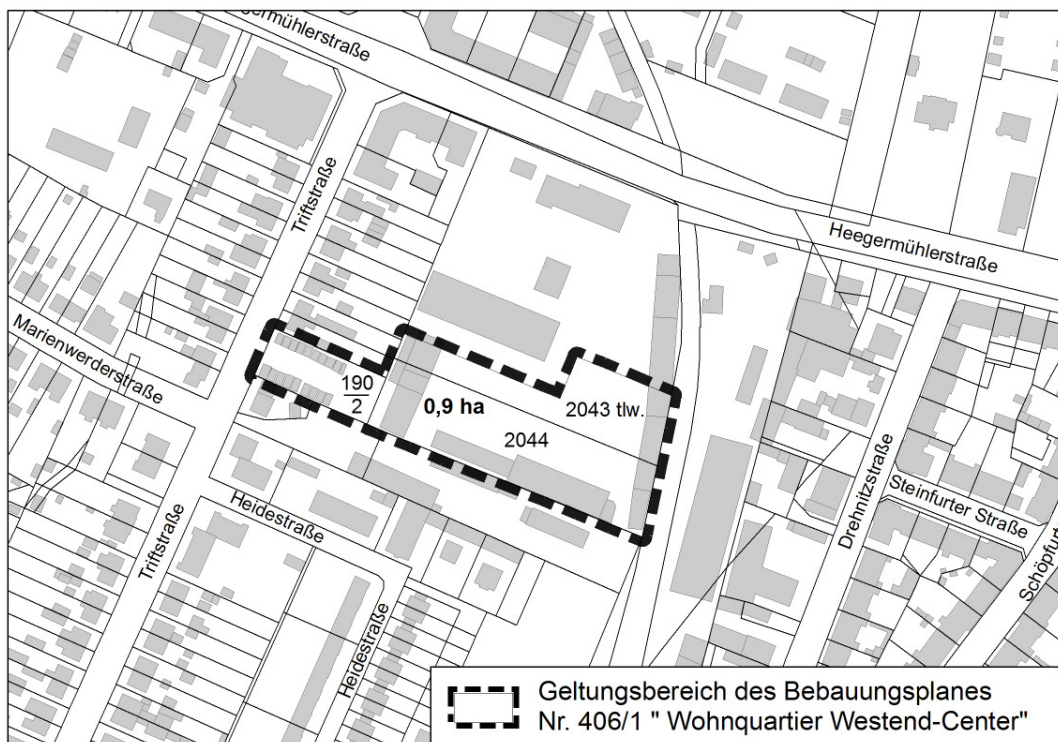 Heegermühlerstraße
Triftstraße
Heegermühlerstraße
Marienwerderstraße
190
2
0,9 ha
2043 tlw.
2044
Drehnitzstraße
Steinfurter Straße
Heidestraße
Triftstraße
Schöpfurt
Heidestraße
Geltungsbereich des Bebauungsplanes
Nr. 406/1 " Wohnquartier Westend-Center"